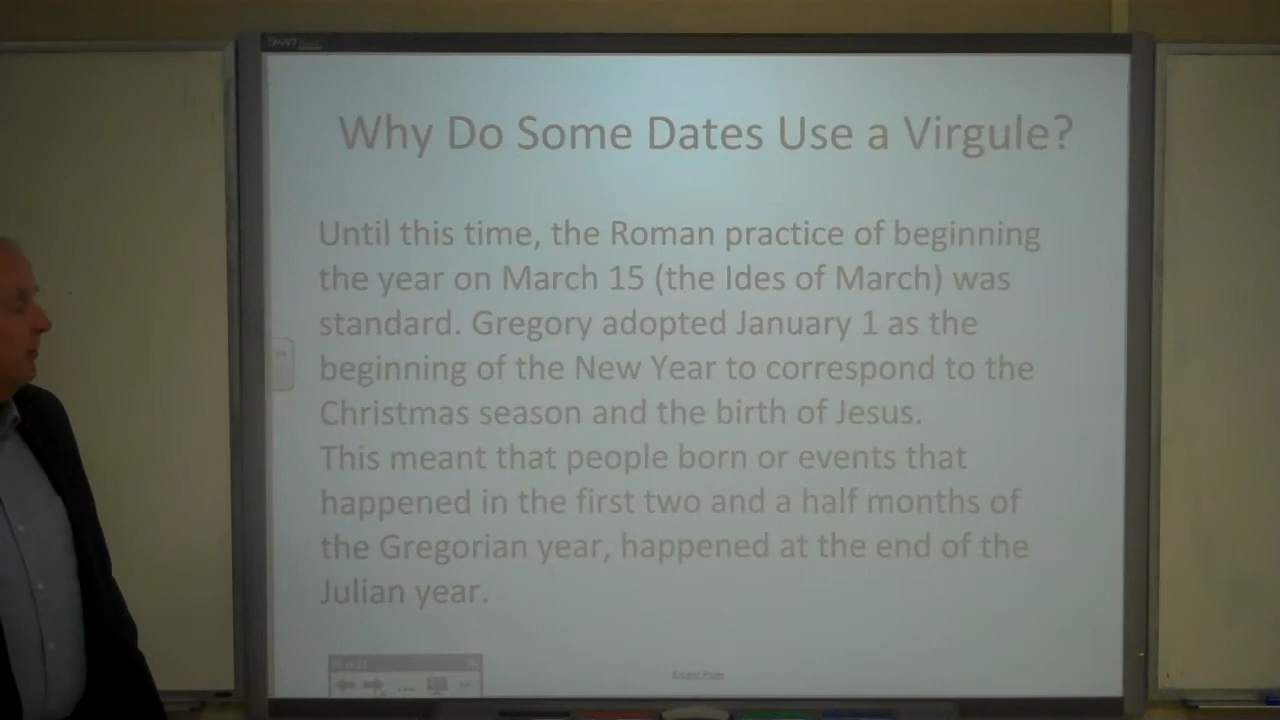 SMART
Why Do Some Dates Use a Virgule?
Until this time, the Roman practice of beginning
the year on March 15 (the Ides of March) was
standard. Gregory adopted January 1 as the
beginning of the New Year to correspond to the
Christmas season and the birth of Jesus.
This meant that people born or events that
happened in the first two and a half months of
the Gregorian year, happened at the end of the
Julian year.